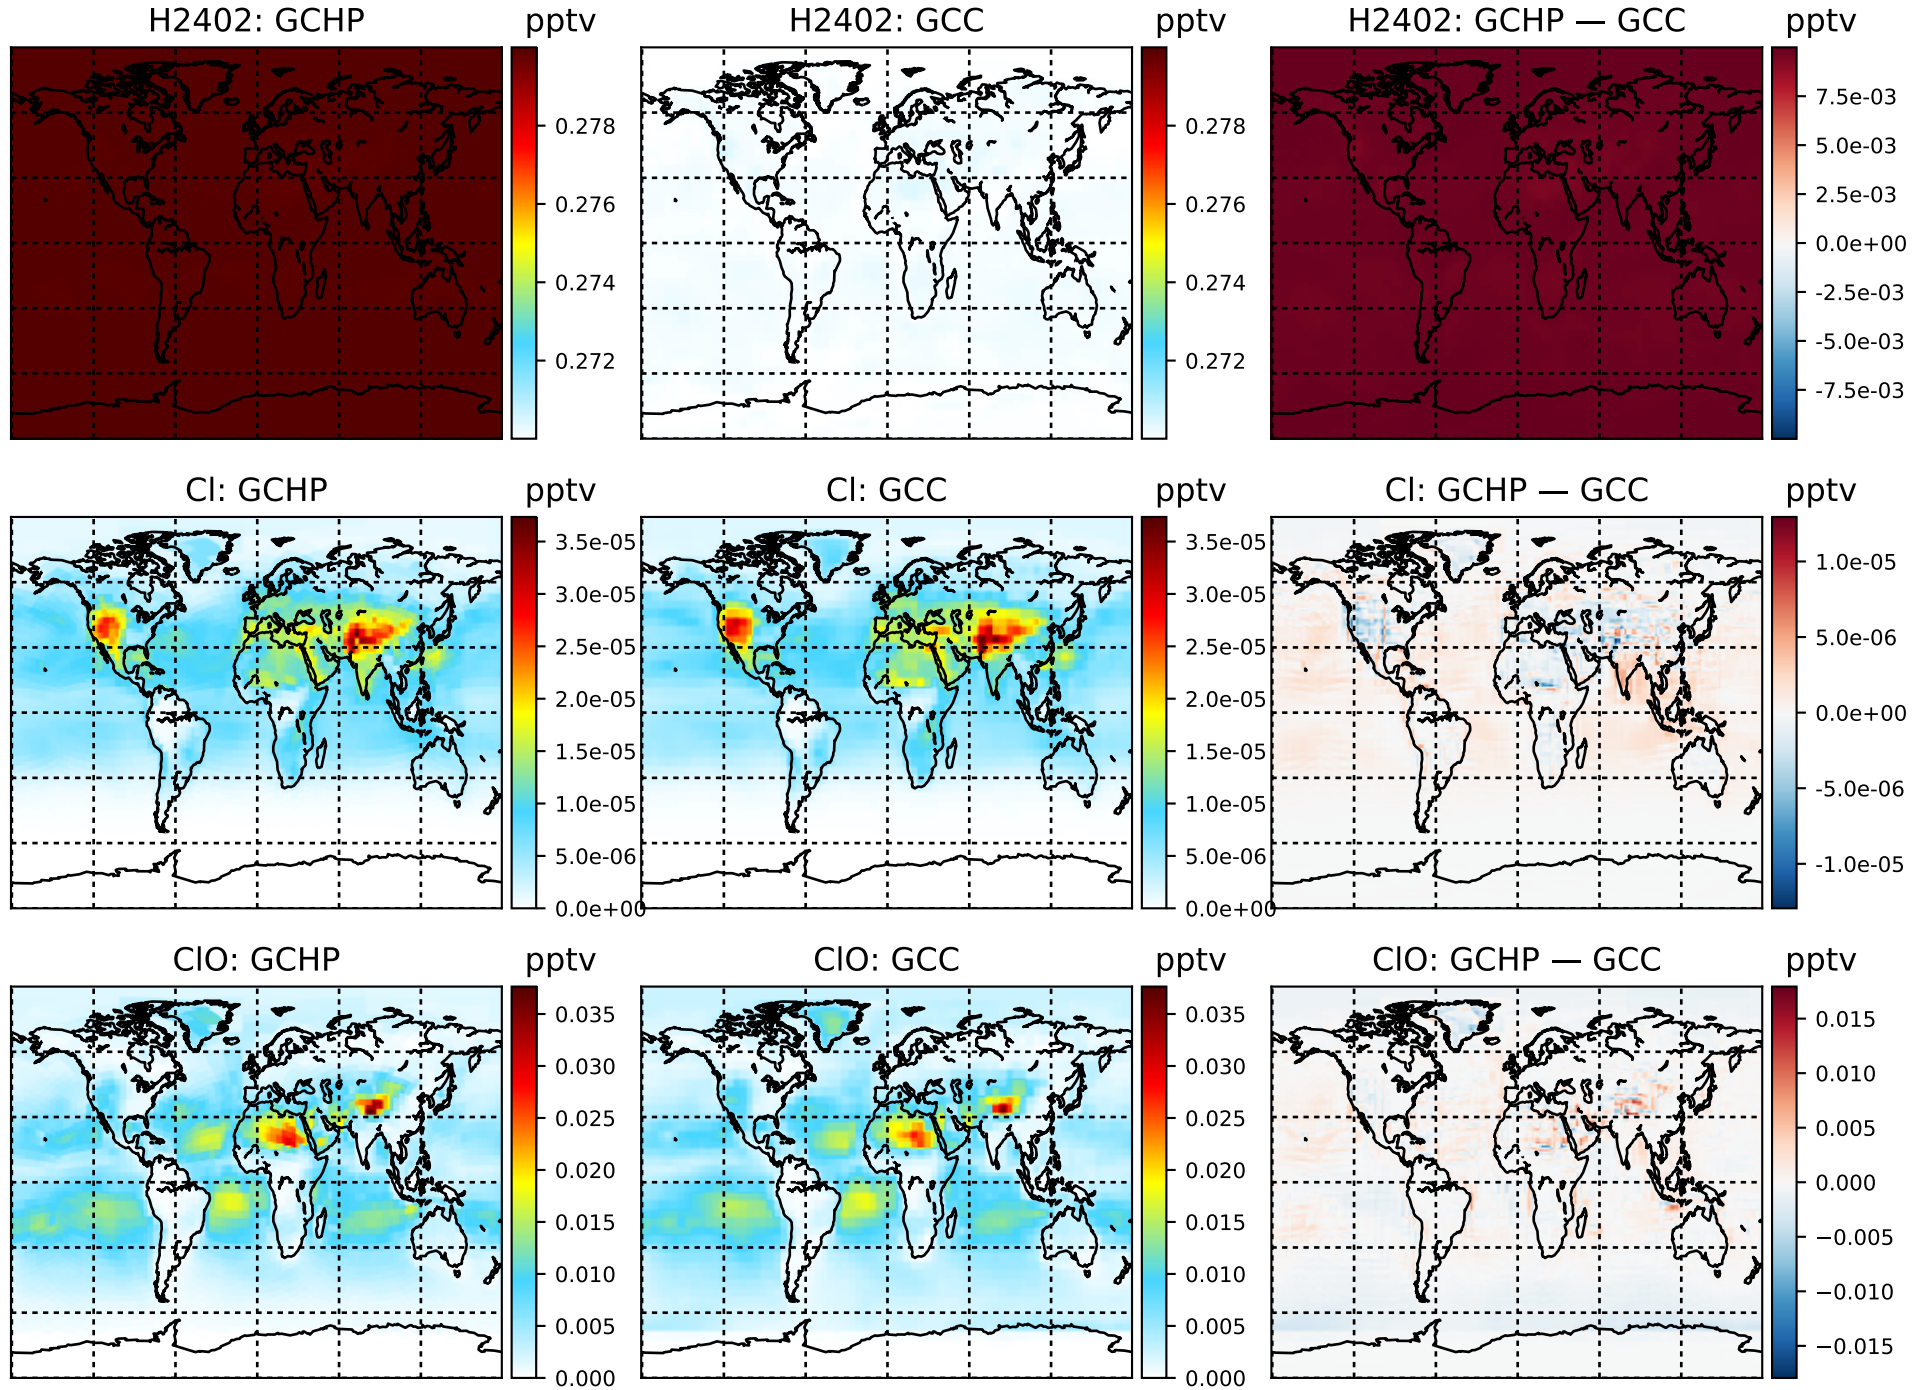 H2402: GCHP
pptv
H2402: GCC
pptv
H2402: GCHP — GCC
pptv
0.278
0.276
0.274
0.272
0.278
0.276
0.274
0.272
7.5e-03
5.0e-03
2.5e-03
0.0e+00
-2.5e-03
-5.0e-03
-7.5e-03
Cl: GCHP
pptv
Cl: GCC
pptv
Cl: GCHP — GCC
pptv
3.5e-05
3.0e-05
2.5e-05
2.0e-05
1.5e-05
1.0e-05
5.0e-06
0.0e+00
3.5e-05
3.0e-05
2.5e-05
2.0e-05
1.5e-05
1.0e-05
5.0e-06
0.0e+00
1.0e-05
5.0e-06
0.0e+00
-5.0e-06
-1.0e-05
ClO: GCHP
pptv
ClO: GCC
pptv
ClO: GCHP — GCC
pptv
0.035
0.030
0.025
0.020
0.015
0.010
0.005
0.000
0.035
0.030
0.025
0.020
0.015
0.010
0.005
0.000
0.015
0.010
0.005
0.000
−0.005
−0.010
−0.015